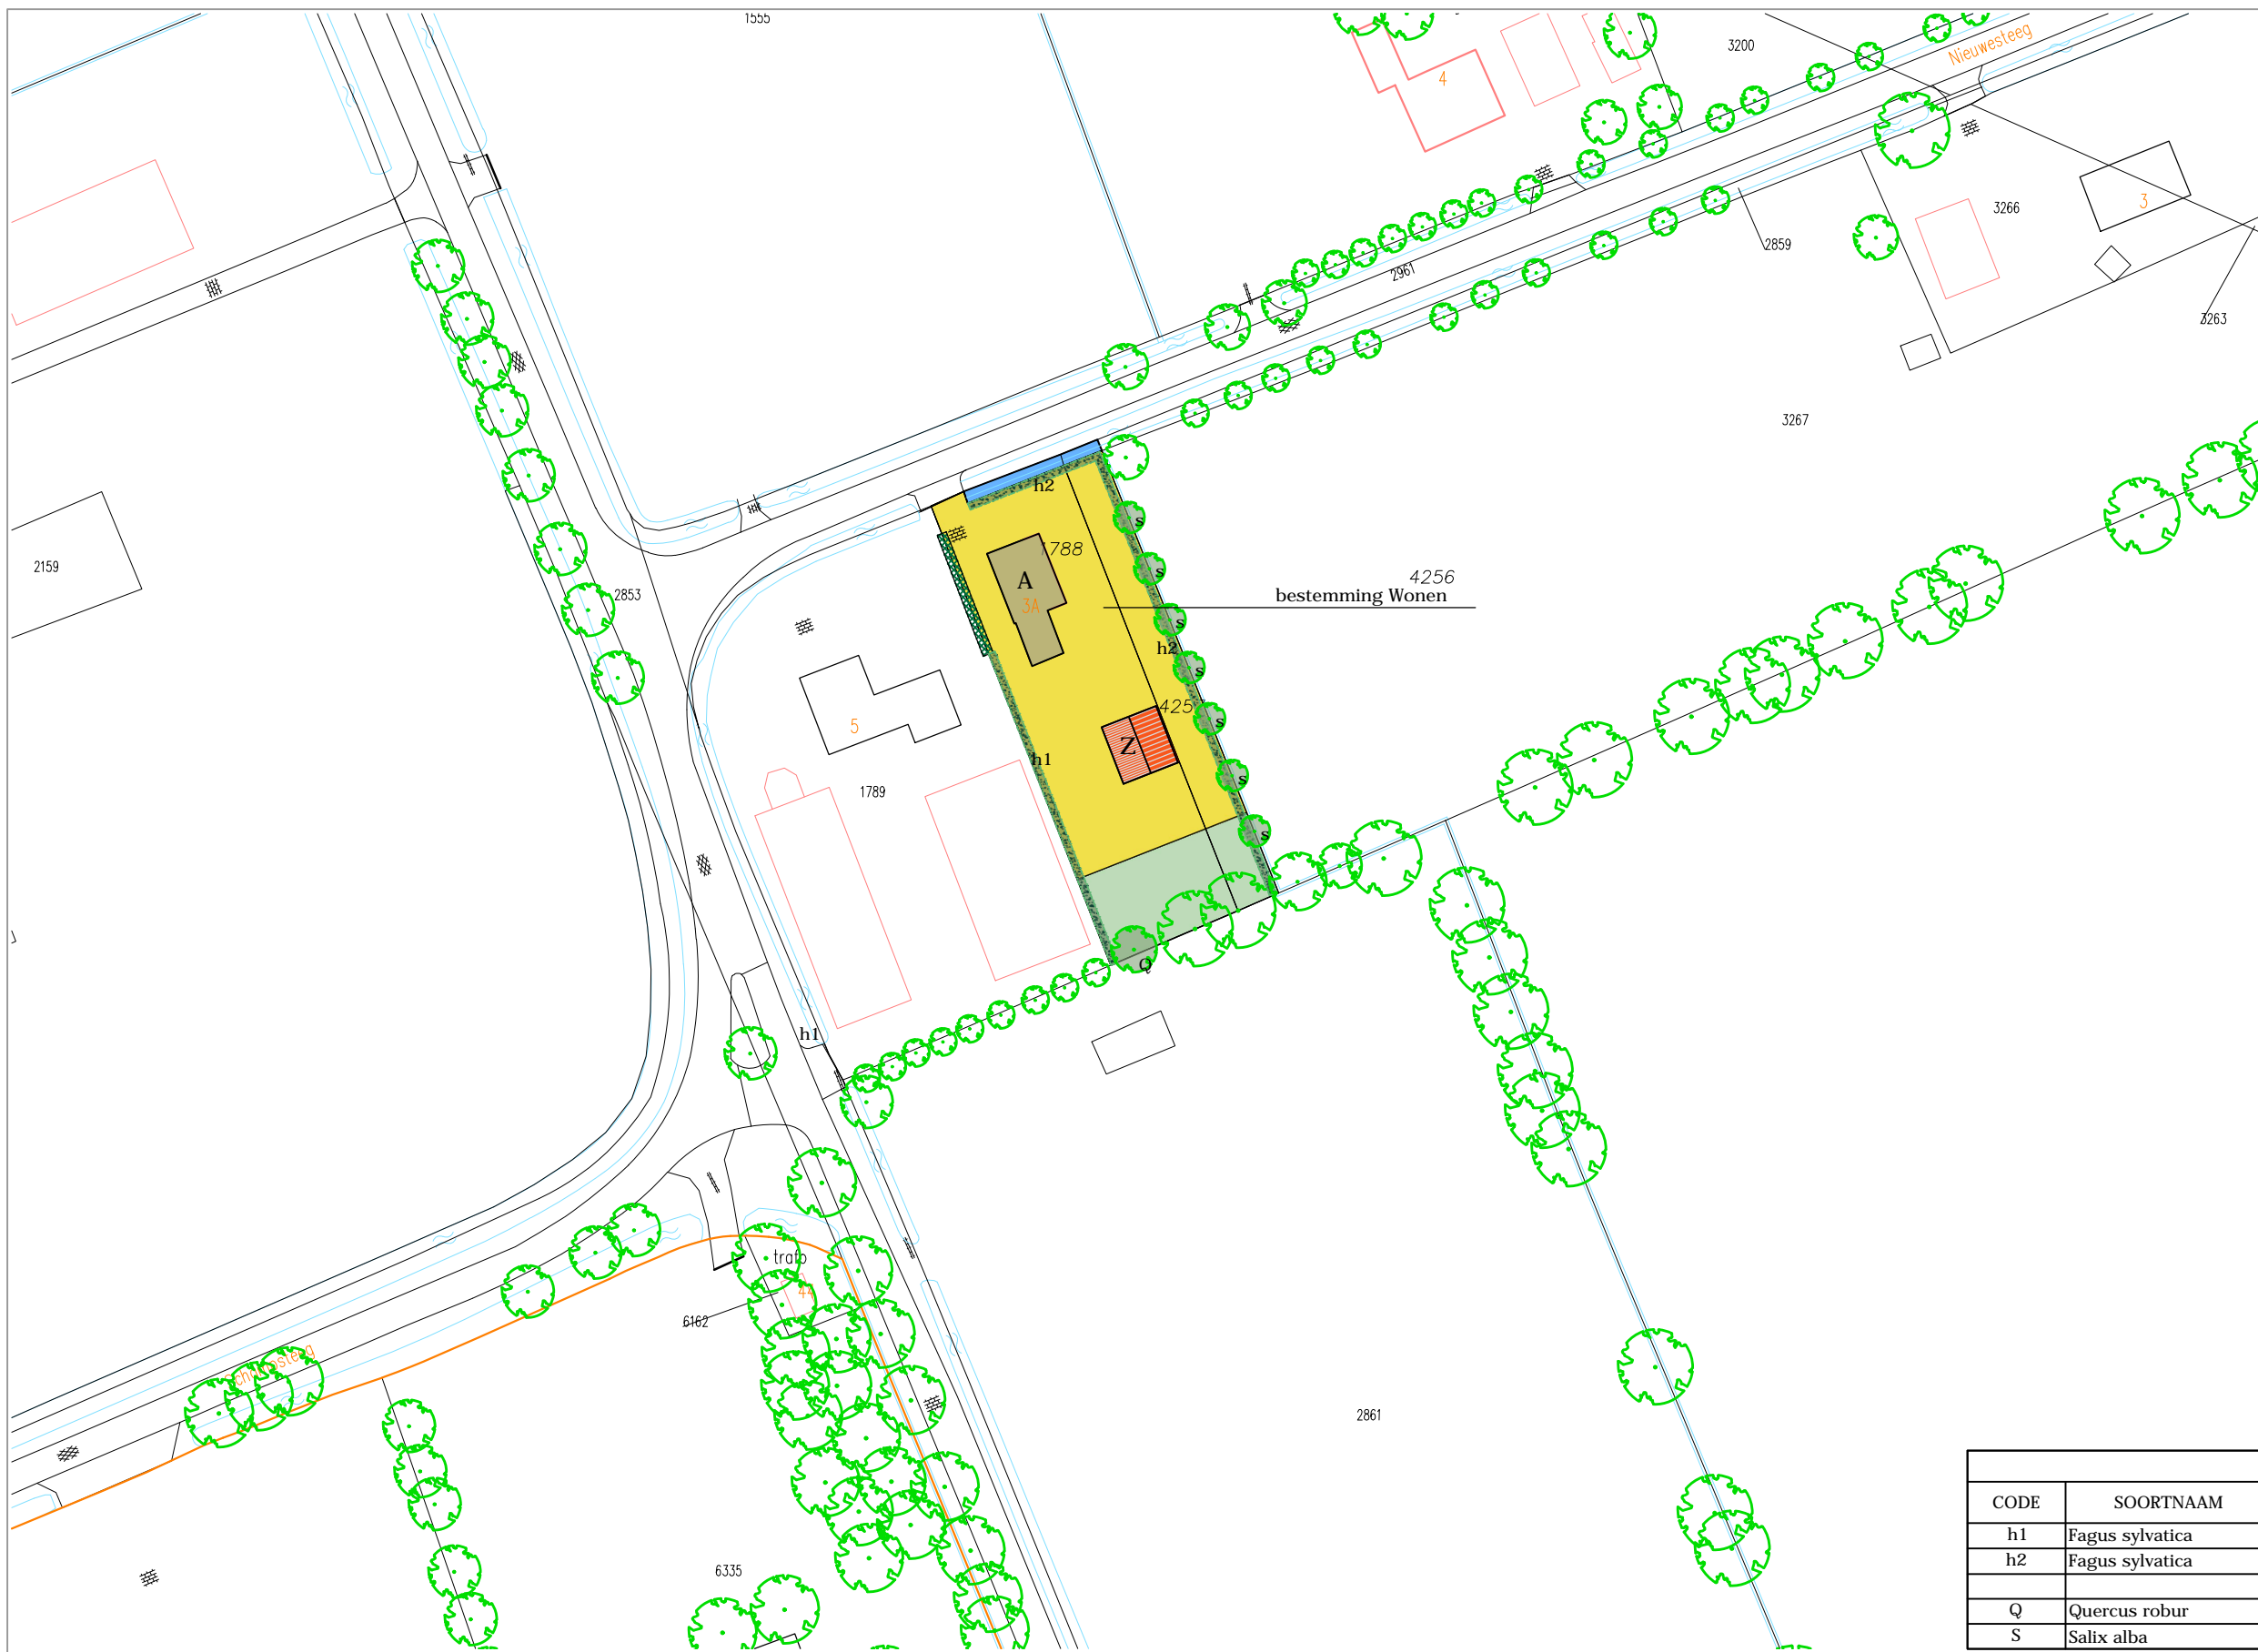 1555
3200
Nieuwesteeg
4
3
3266
2859
2961
3263
3267
h2
1788
4256
bestemming Wonen
2159
2853
A
3A
S
S
S
h2
S
S
S
S
5
Z
h1
1789
Q
h1
trafo
44
6162
2861
6335
CODE SOORTNAAM
h1 Fagus sylvatica
h2 Fagus sylvatica
Q Quercus robur
S Salix alba